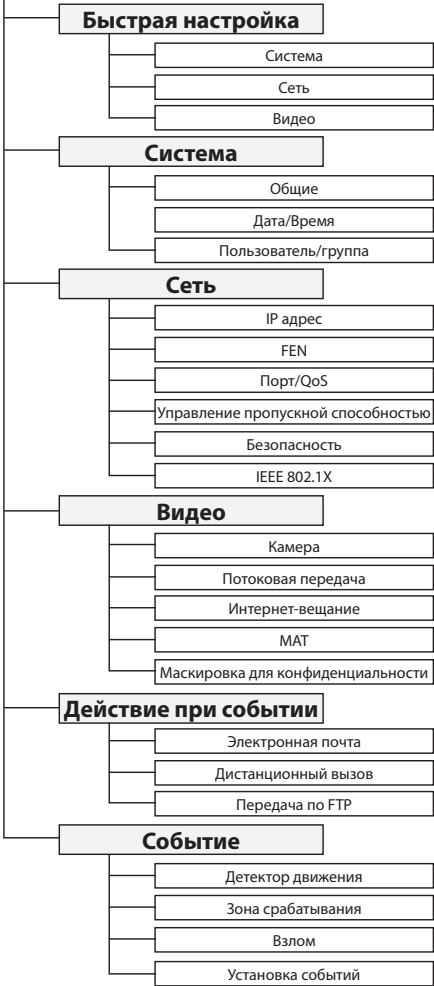 Быстрая настройка
Система
Сеть
Видео
Система
Общие
Дата/Время
Пользователь/группа
Сеть
IP адрес
FEN
Порт/QoS
Управление пропускной способностью
Безопасность
IEEE 802.1X
Видео
Камера
Потоковая передача
Интернет-вещание
MAT
Маскировка для конфиденциальности
Действие при событии
Электронная почта
Дистанционный вызов
Передача по FTP
Событие
Детектор движения
Зона срабатывания
Взлом
Установка событий